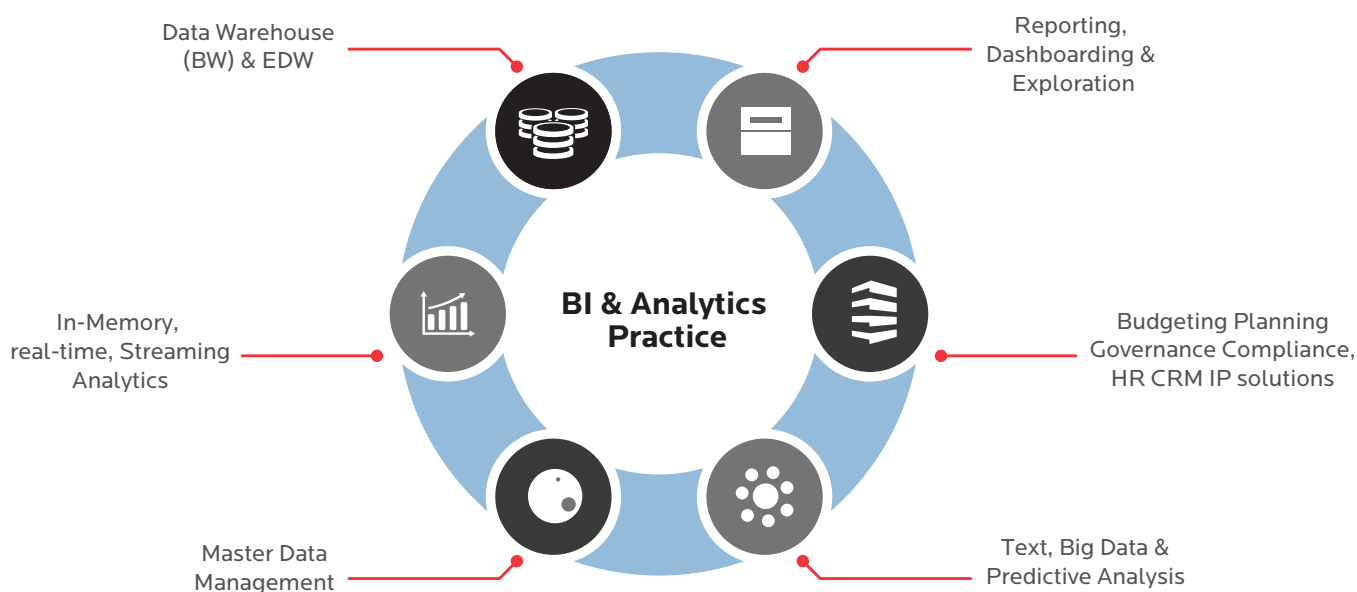 Data Warehouse
(BW) & EDW
Reporting,
Dashboarding &
Exploration
BI & Analytics
Practice
In-Memory,
real-time, Streaming
Analytics
Budgeting Planning
Governance Compliance,
HR CRM IP solutions
Master Data
Management
Text, Big Data &
Predictive Analysis